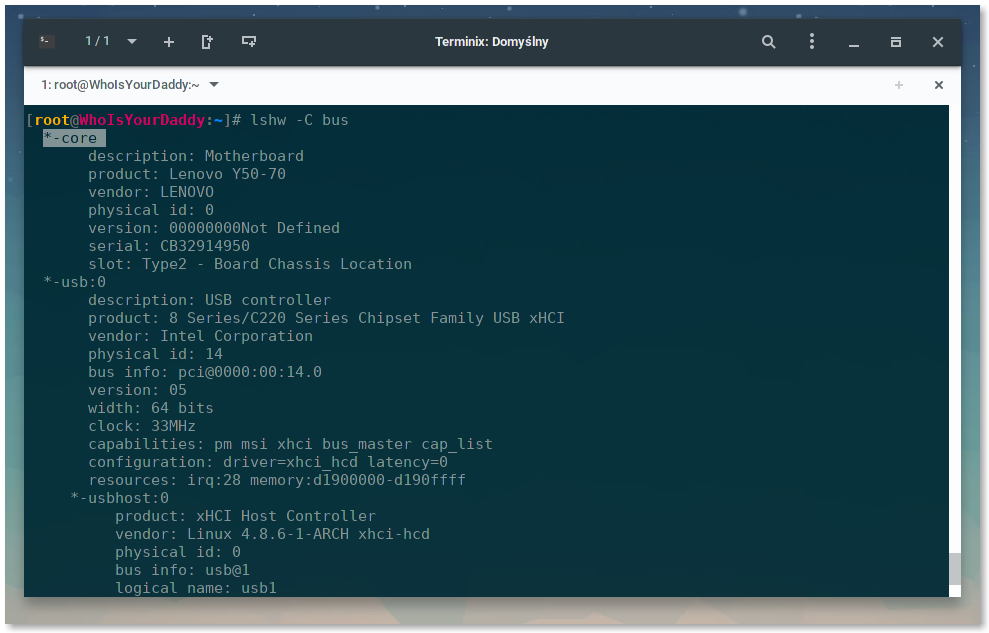 1 / 1
Terminix: Domyślny
1: root@WhoIsYourDaddy:~
[root@WhoIsYourDaddy:~]# lshw -C bus
*-core
description: Motherboard
product: Lenovo Y50-70
vendor: LENOVO
physical id: 0
version: 00000000Not Defined
serial: CB32914950
slot: Type2 - Board Chassis Location
*-usb:0
description: USB controller
product: 8 Series/C220 Series Chipset Family USB xHCI
vendor: Intel Corporation
physical id: 14
bus info: pci@0000:00:14.0
version: 05
width: 64 bits
clock: 33MHz
capabilities: pm msi xhci bus_master cap_list
configuration: driver=xhci_hcd latency=0
resources: irq:28 memory:d1900000-d190ffff
*-usbhost:0
product: xHCI Host Controller
vendor: Linux 4.8.6-1-ARCH xhci-hcd
physical id: 0
bus info: usb@1
logical name: usb1